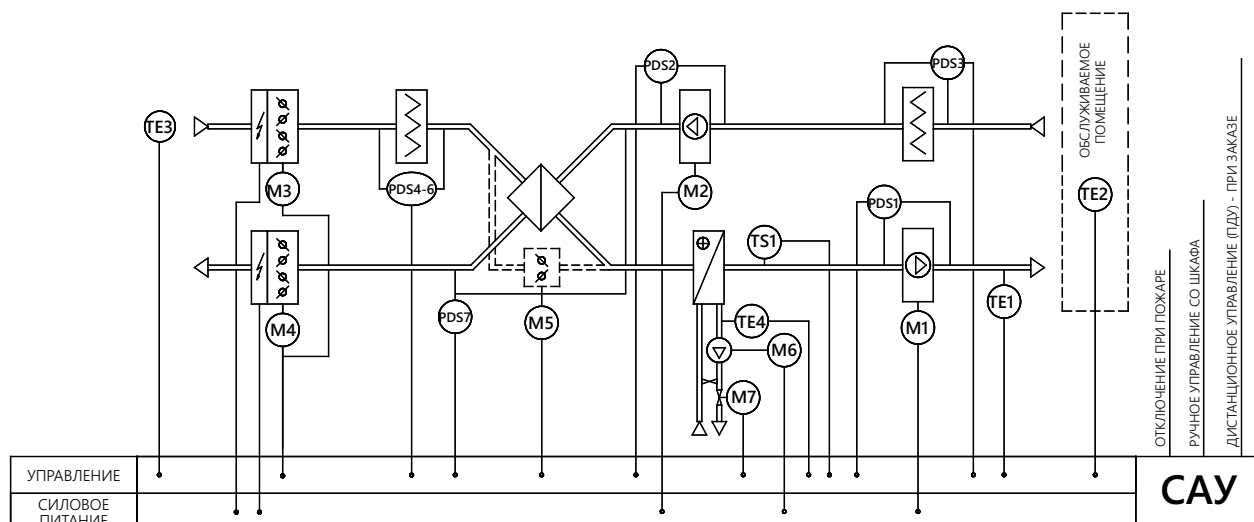 PDS2
PDS3
TE3
ОБСЛУЖИВАЕМОЕ
ПОМЕЩЕНИЕ
M3
PDS4-6
M2
TE2
PDS1
TS1
M4
PDS7
M5
TE4
M1
TE1
M6
M7
ОТКЛЮЧЕНИЕ ПРИ ПОЖАРЕ
РУЧНОЕ УПРАВЛЕНИЕ СО ШКАФА
ДИСТАНЦИОННОЕ УПРАВЛЕНИЕ (ПДУ) - ПРИ ЗАКАЗЕ
УПРАВЛЕНИЕ
САУ
СИЛОВОЕ
ПИТАНИЕ